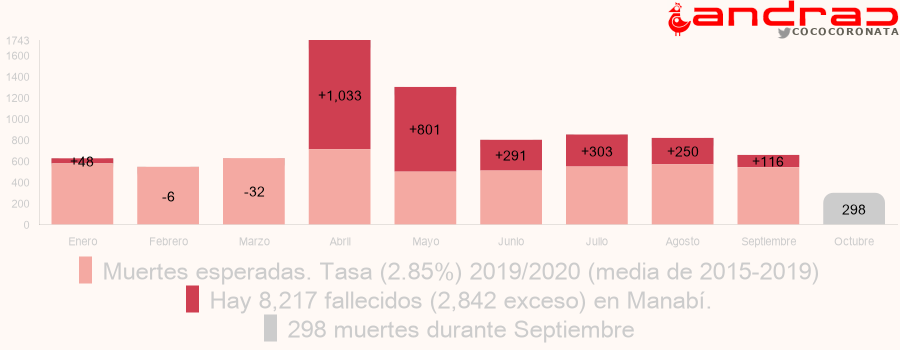 andrab
COCOCORONATA
1743
1600
1400
1200
1000
800
600
400
200
0
+48
-6
-32
+1,033
+801
+291
+303
+250
+116
298
Enero
Febrero
Marzo
Abril
Mayo
Junio
Julio
Agosto
Septiembre
Octubre
Muertes esperadas. Tasa (2.85%) 2019/2020 (media de 2015-2019)
Hay 8,217 fallecidos (2,842 exceso) en Manabí.
298 muertes durante Septiembre